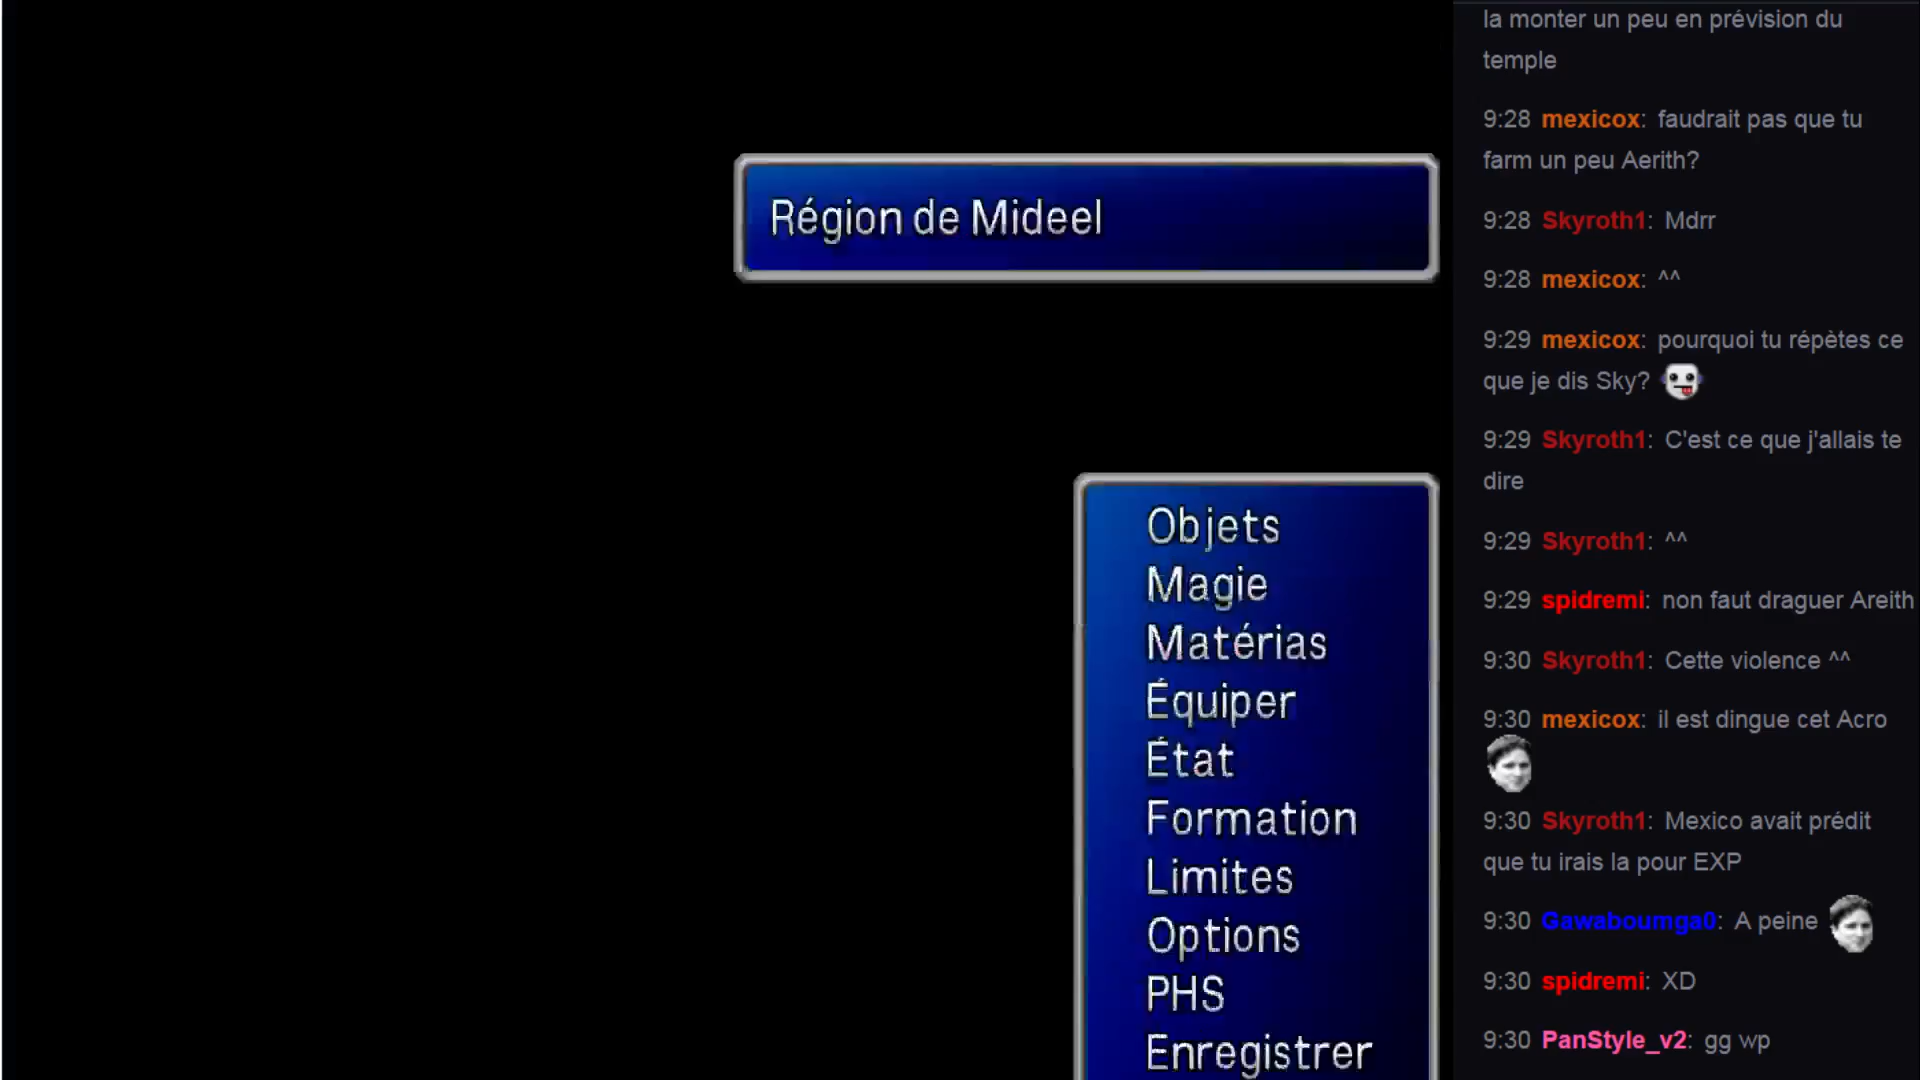 Région de Mideel
Objets
Magie
Matérias
Équiper
État
Formation
Limites
Options
PHS
Enregistrer
la monter un peu en prévision du
temple
9:28 mexicox: faudrait pas que tu
farm un peu Aerith?
9:28 Skyroth1: Mdrr
9:28 mexicox: ^^
9:29 mexicox: pourquoi tu répètes ce
que je dis Sky?
9:29 Skyroth1: C'est ce que j'allais te
dire
9:29 Skyroth1: ^^
9:29 spidremi: non faut draguer Areith
9:30 Skyroth1: Cette violence ^^
9:30 mexicox: il est dingue cet Acro
9:30 Skyroth1: Mexico avait prédit
que tu irais la pour EXP
9:30 Gawaboumga0: A peine
9:30 spidremi: XD
9:30 PanStyle_v2: gg wp